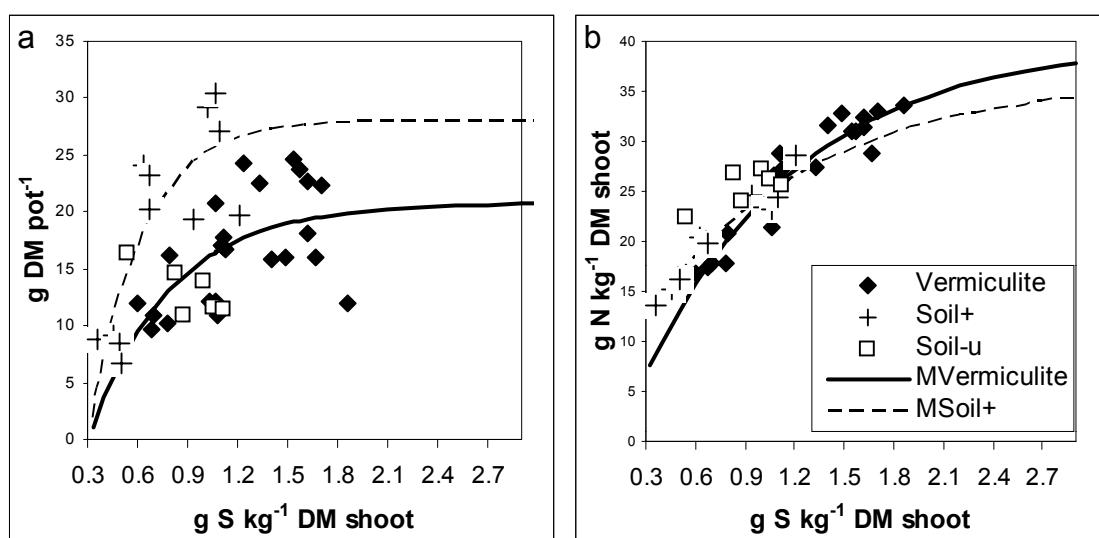 a
35
30
25
20
15
10
5
0
g DM pot⁻¹
0.3 0.6 0.9 1.2 1.5 1.8 2.1 2.4 2.7
g S kg⁻¹ DM shoot
b
40
35
30
25
20
15
10
5
0
g N kg⁻¹ DM shoot
Vermiculite
Soil+
Soil-u
MVermiculite
MSoil+
0.3 0.6 0.9 1.2 1.5 1.8 2.1 2.4 2.7
g S kg⁻¹ DM shoot